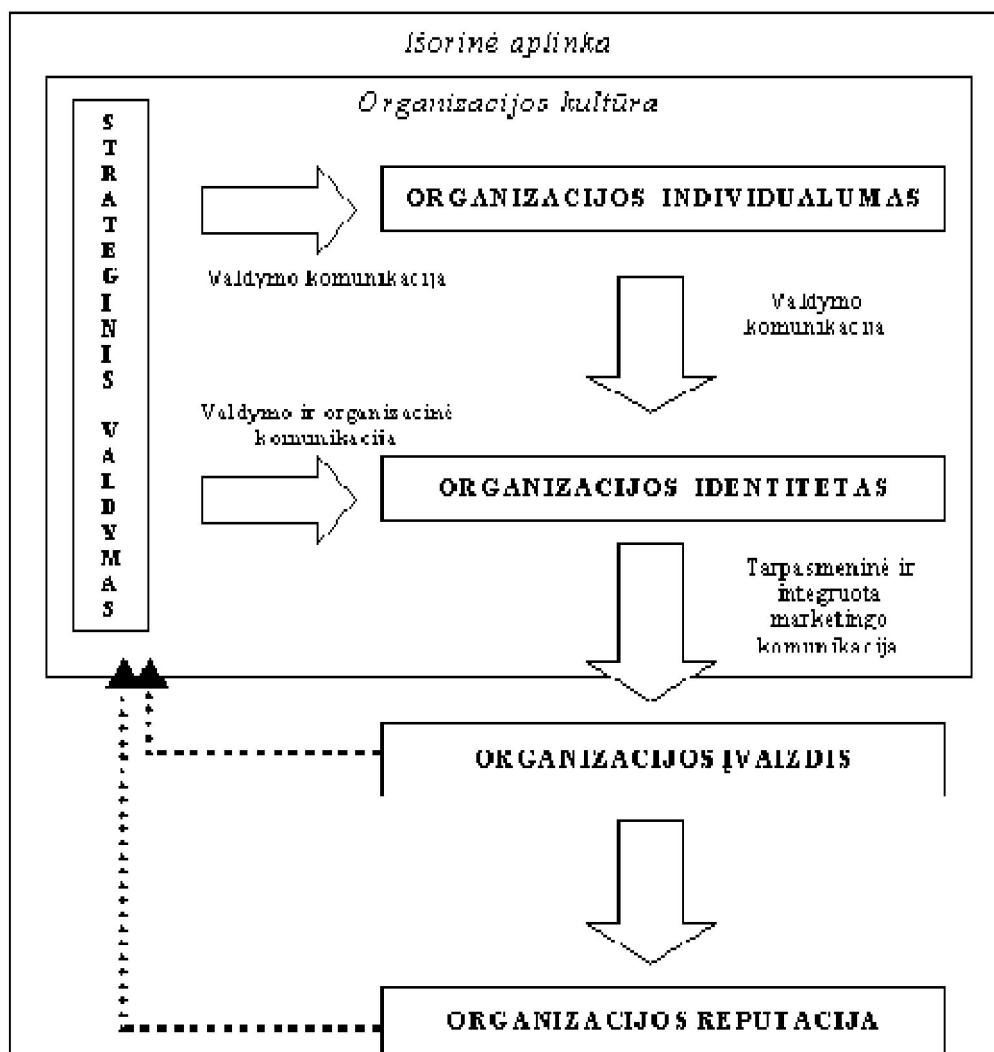 Išorinė aplinka
Organizacijos kultūra
STRATEGINIS VALDYMAS
ORGANIZACIJOS INDIVIDUALUMAS
Valdymo komunikacija
Valdymo
komunikacija
Valdymo ir organizacinė
komunikacija
ORGANIZACIJOS IDENTITETAS
Tarpasmeninė ir
integruota
marketingo
komunikacija
ORGANIZACIJOS ĮVAIZDIS
ORGANIZACIJOS REPUTACIJA